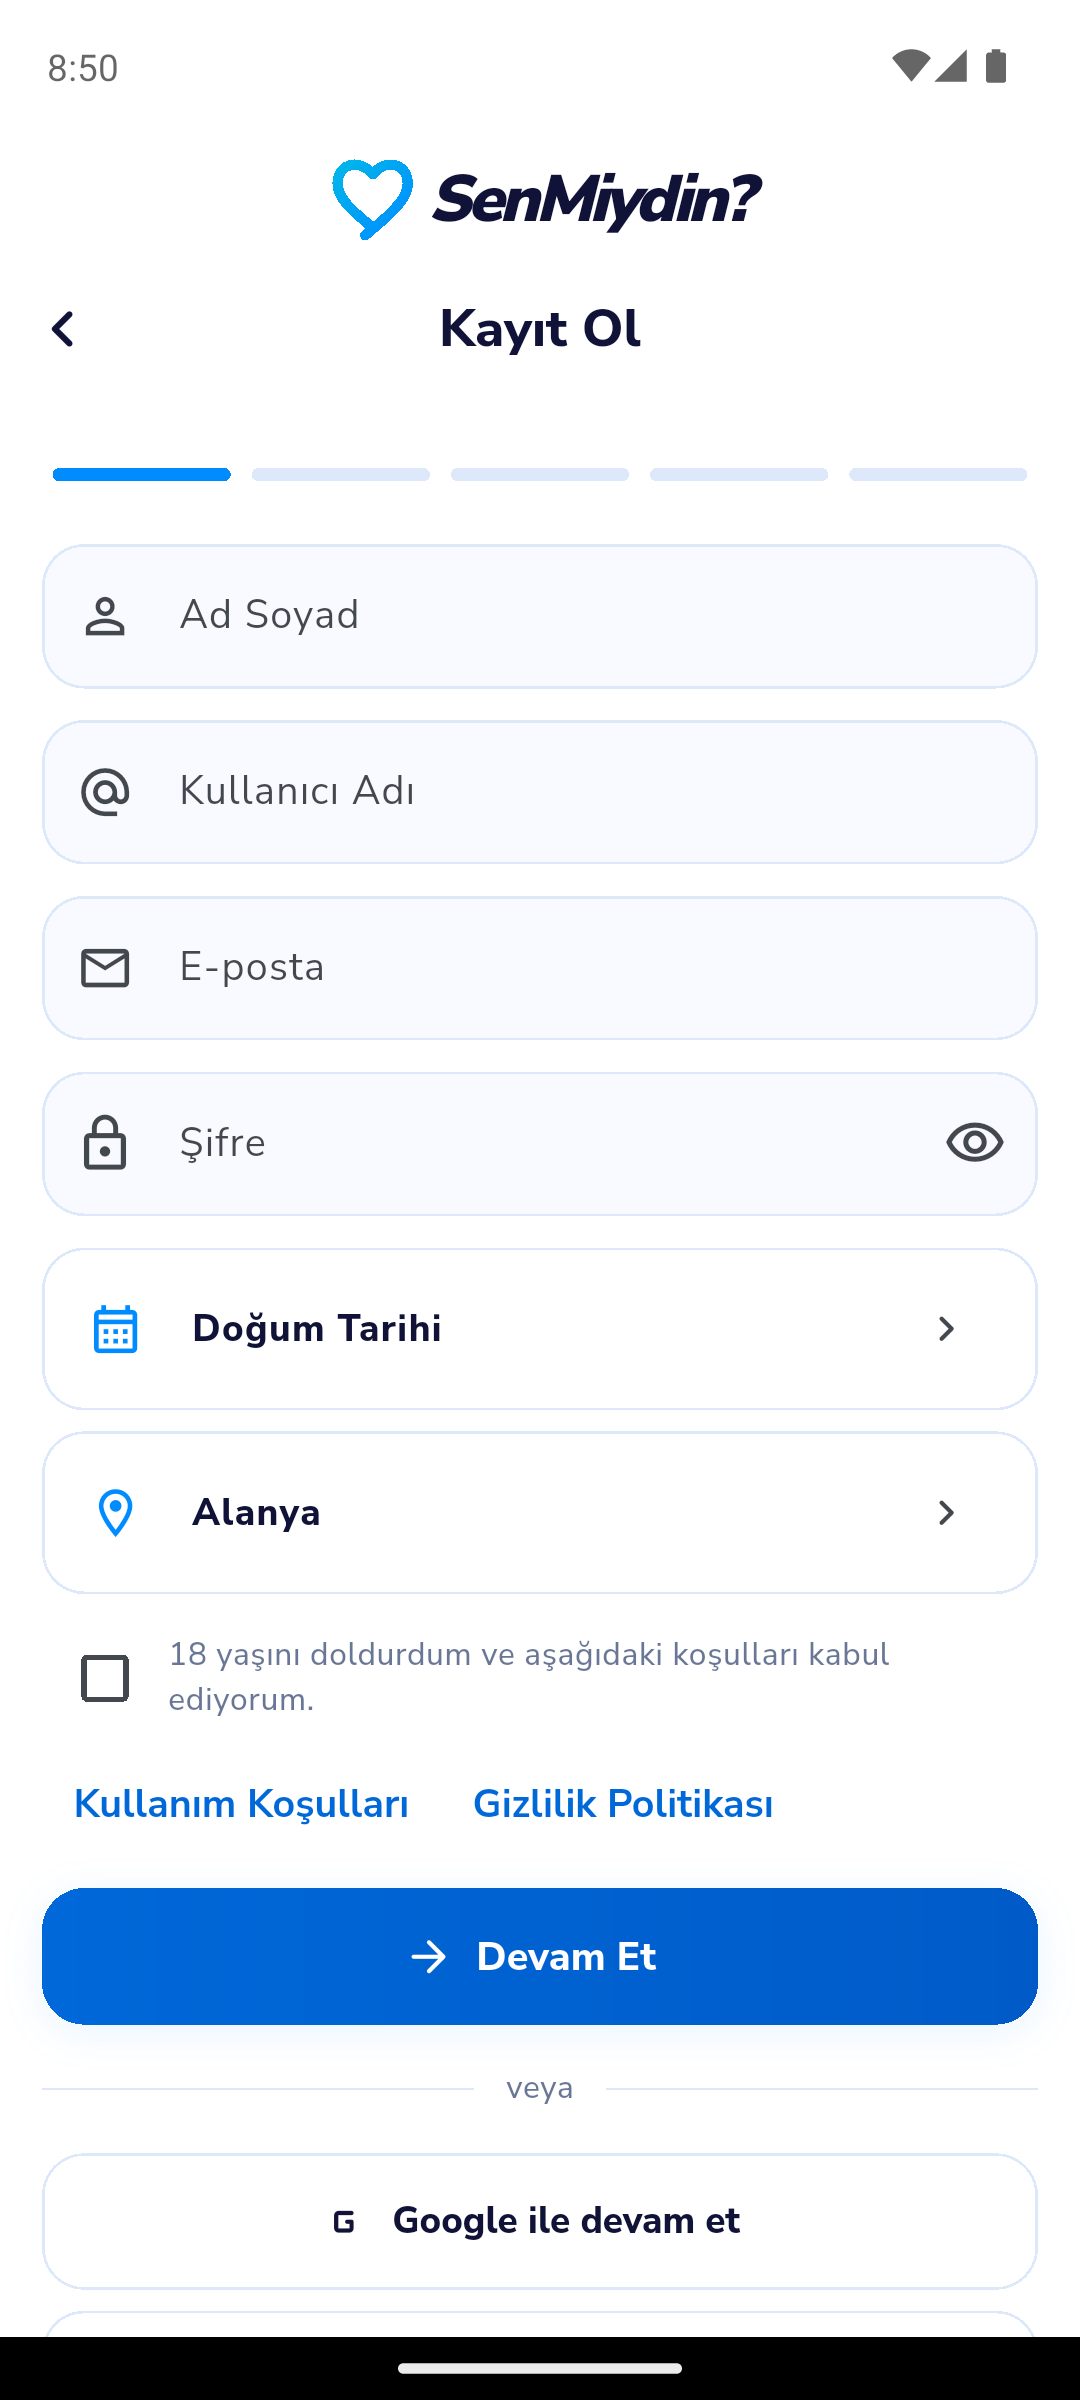 8:50
SenMiydin?
Kayıt Ol
Ad Soyad
Kullanıcı Adı
E-posta
Şifre
Doğum Tarihi
Alanya
18 yaşını doldurdum ve aşağıdaki koşulları kabul
ediyorum.
Kullanım Koşulları Gizlilik Politikası
Devam Et
veya
G Google ile devam et